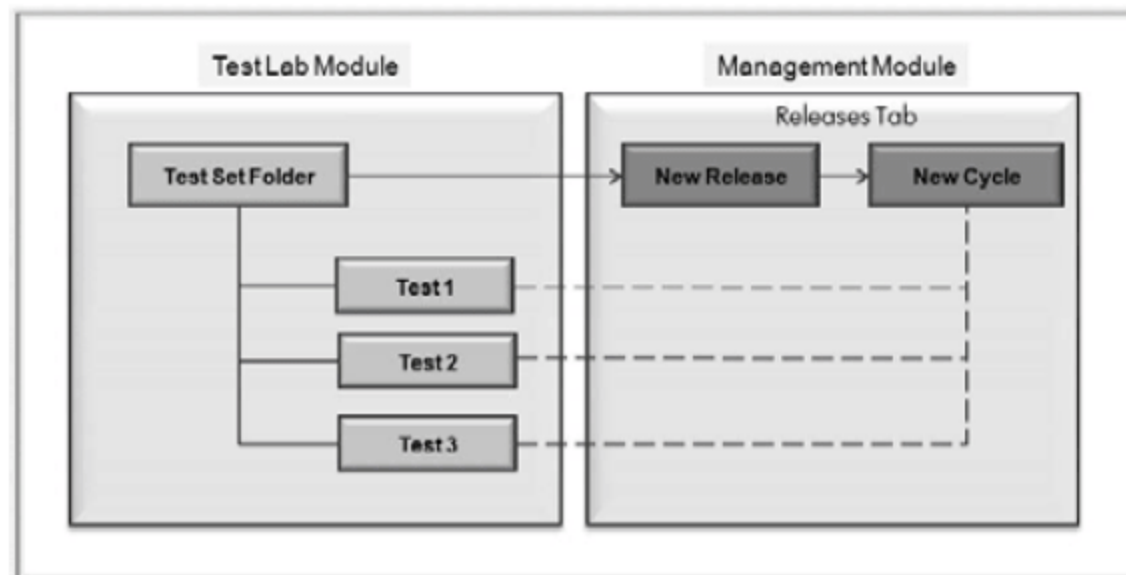 Test Lab Module
Management Module
Releases Tab
Test Set Folder
New Release
New Cycle
Test 1
Test 2
Test 3